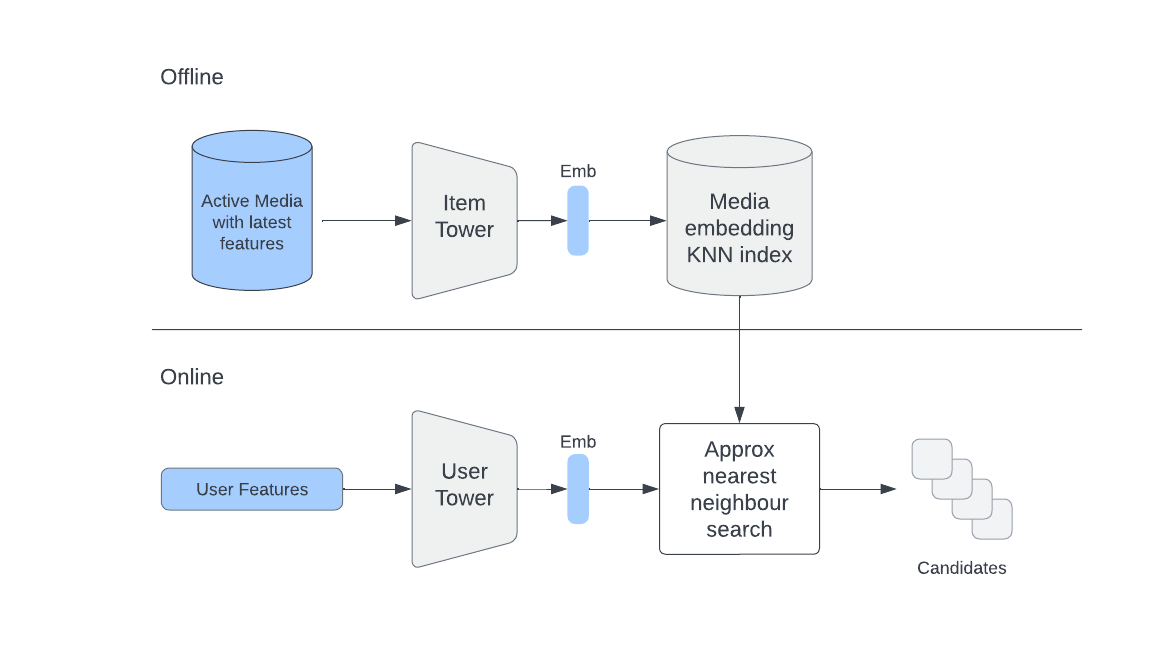 Offline
Active Media
with latest
features
Item
Tower
Emb
Media
embedding
KNN index
Online
User Features
User
Tower
Emb
Approx
nearest
neighbour
search
Candidates